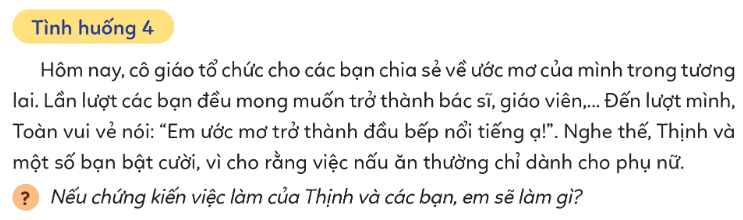 Tình huống 4
Hôm nay, cô giáo tổ chức cho các bạn chia sẻ về ước mơ của mình trong tương
lai. Lần lượt các bạn đều mong muốn trở thành bác sĩ, giáo viên,... Đến lượt mình,
Toàn vui vẻ nói: “Em ước mơ trở thành đầu bếp nổi tiếng ạ!”. Nghe thế, Thịnh và
một số bạn bật cười, vì cho rằng việc nấu ăn thường chỉ dành cho phụ nữ.
? Nếu chứng kiến việc làm của Thịnh và các bạn, em sẽ làm gì?